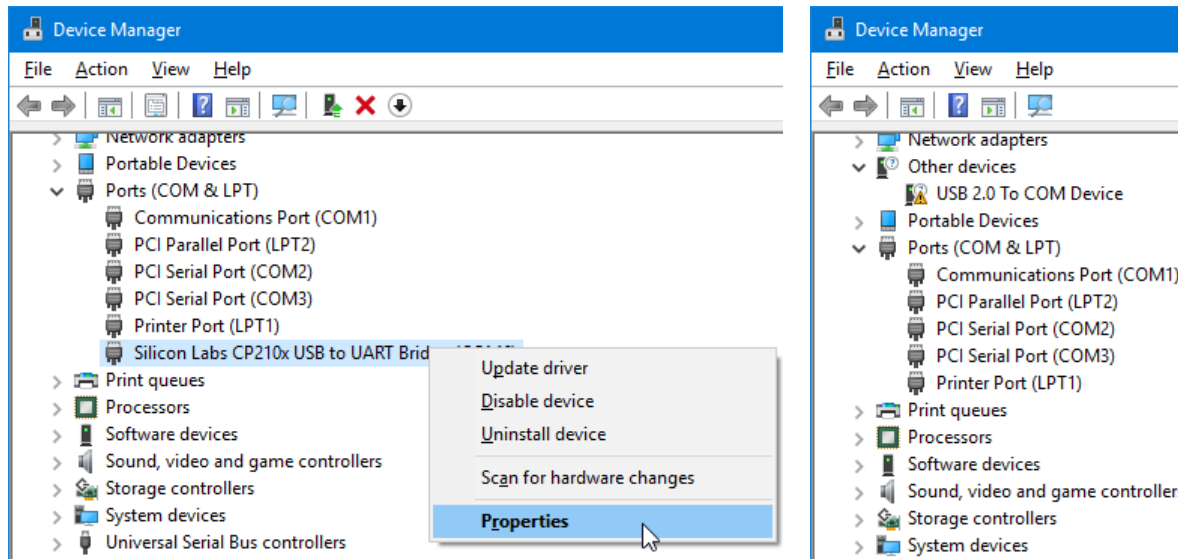 Device Manager
File Action View Help
Network adapters
Portable Devices
Ports (COM & LPT)
Communications Port (COM1)
PCI Parallel Port (LPT2)
PCI Serial Port (COM2)
PCI Serial Port (COM3)
Printer Port (LPT1)
Silicon Labs CP210x USB to UART Brid
Print queues
Processors
Software devices
Sound, video and game controllers
Storage controllers
System devices
Universal Serial Bus controllers
Update driver
Disable device
Uninstall device
Scan for hardware changes
Properties
Device Manager
File Action View Help
Network adapters
Other devices
USB 2.0 To COM Device
Portable Devices
Ports (COM & LPT)
Communications Port (COM1)
PCI Parallel Port (LPT2)
PCI Serial Port (COM2)
PCI Serial Port (COM3)
Printer Port (LPT1)
Print queues
Processors
Software devices
Sound, video and game controller
Storage controllers
System devices